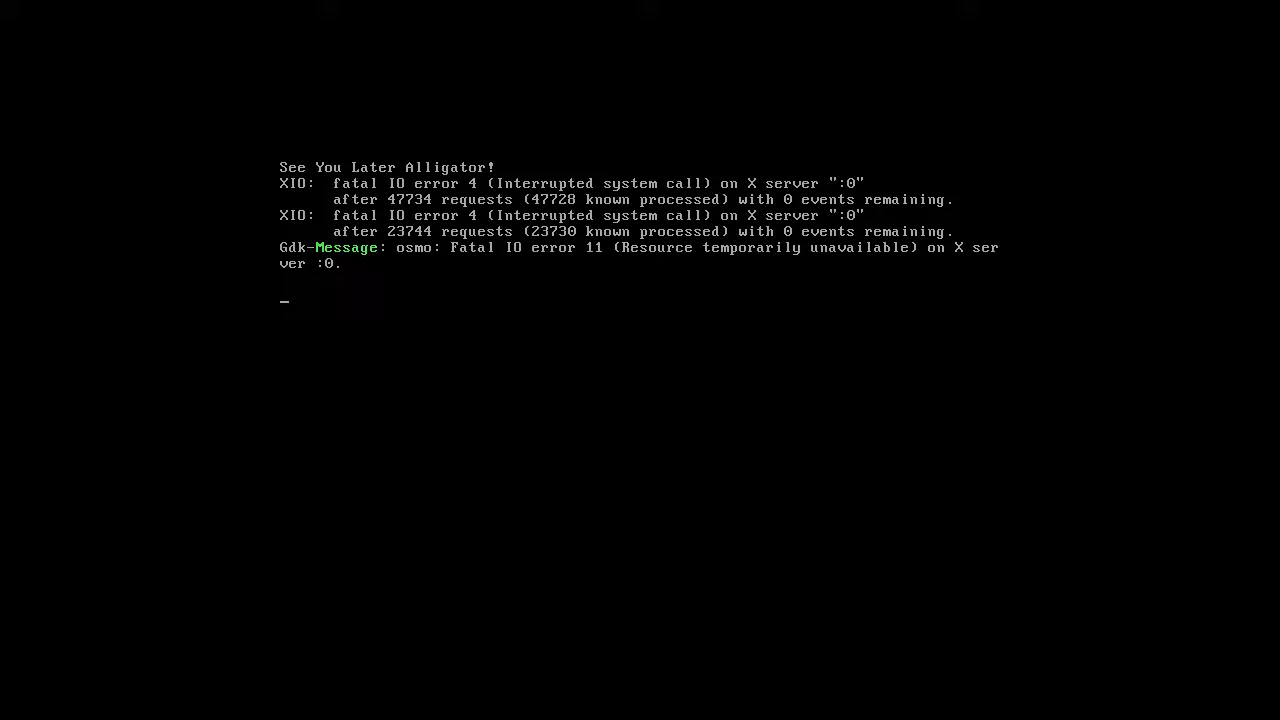 See You Later Alligator!
XIO:  fatal IO error 4 (Interrupted system call) on X server ":0"
      after 47734 requests (47728 known processed) with 0 events remaining.
XIO:  fatal IO error 4 (Interrupted system call) on X server ":0"
      after 23744 requests (23730 known processed) with 0 events remaining.
Gdk-Message: osmo: Fatal IO error 11 (Resource temporarily unavailable) on X ser
ver :0.